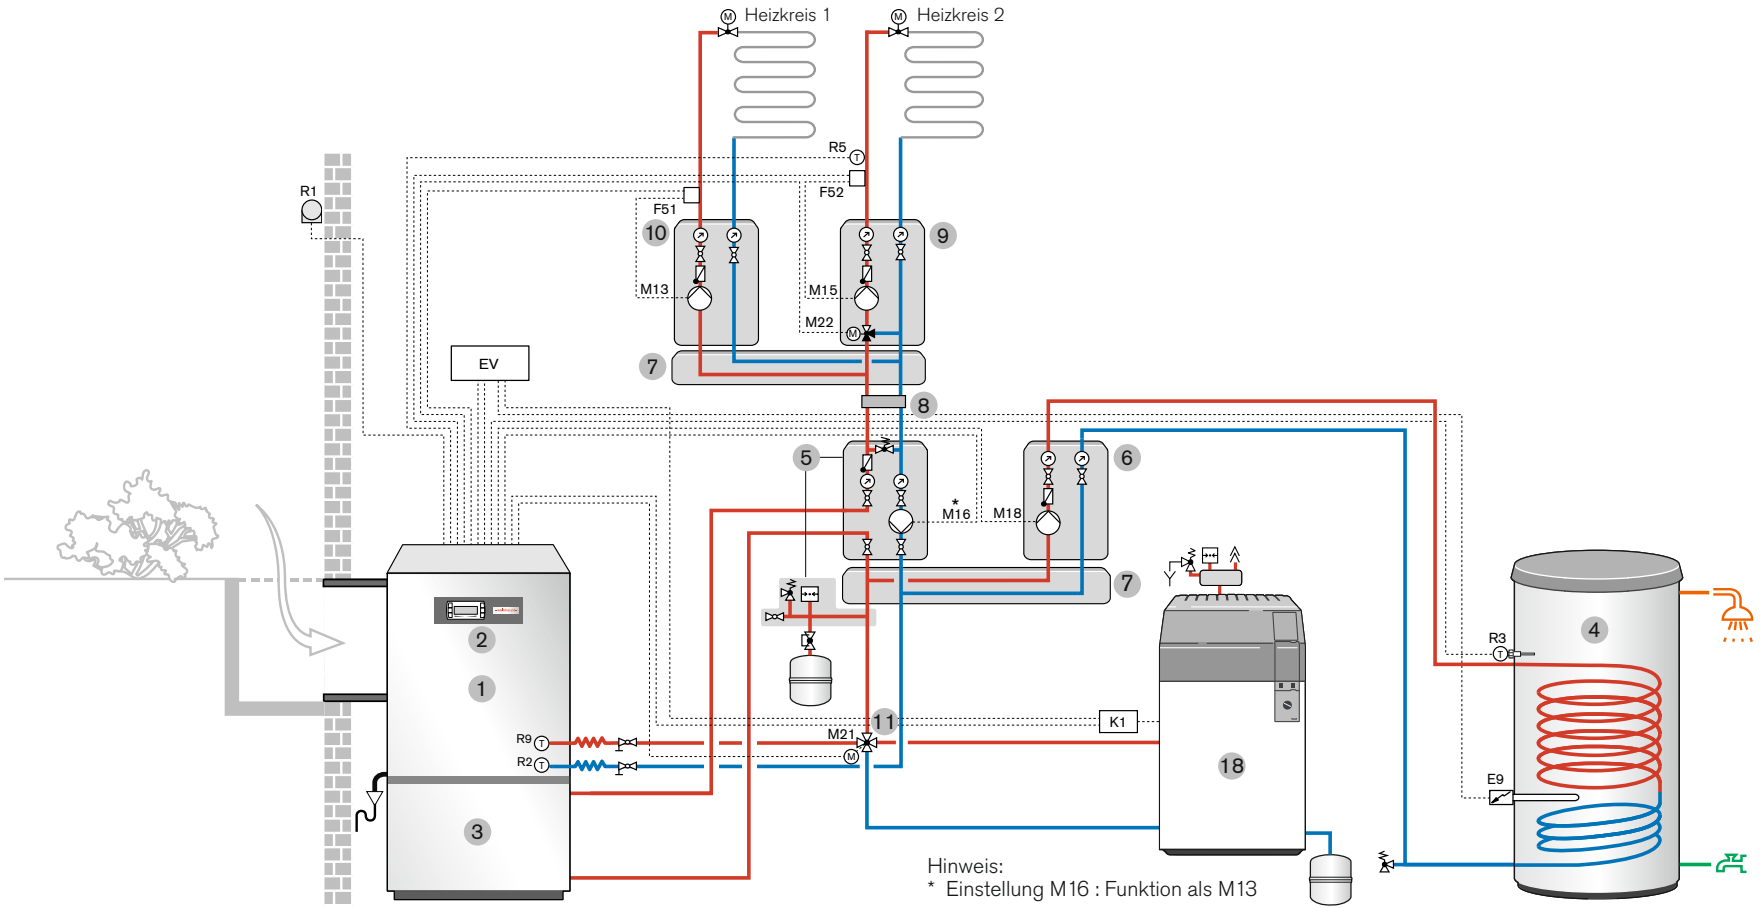 Heizkreis 1
Heizkreis 2
R5
F52
R1
F51
10
9
M13
M15
M22
EV
7
8
5
6
*
M16
M18
7
2
1
4
R3
11
K1
M21
R9
R2
18
E9
3
Hinweis:
* Einstellung M16 : Funktion als M13
T
T
T
T
M
M
M
M